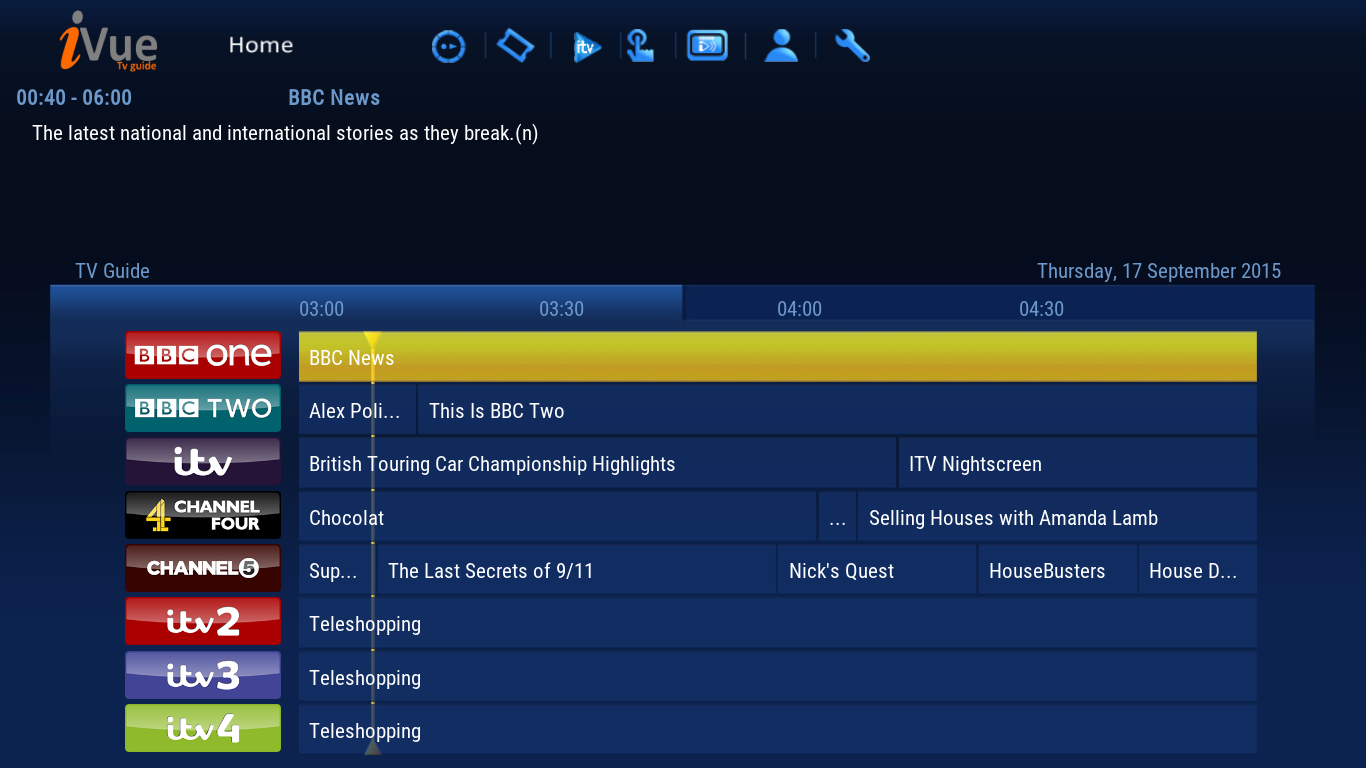 iVue
Tv guide
Home
itv
00:40 - 06:00 BBC News
The latest national and international stories as they break.(n)
TV Guide Thursday, 17 September 2015
03:00 03:30 04:00 04:30
BBC one BBC News
BBC TWO Alex Poli... This Is BBC Two
itv British Touring Car Championship Highlights ITV Nightscreen
4 CHANNEL FOUR Chocolat ... Selling Houses with Amanda Lamb
CHANNEL 5 Sup... The Last Secrets of 9/11 Nick's Quest HouseBusters House D...
itv2 Teleshopping
itv3 Teleshopping
itv4 Teleshopping